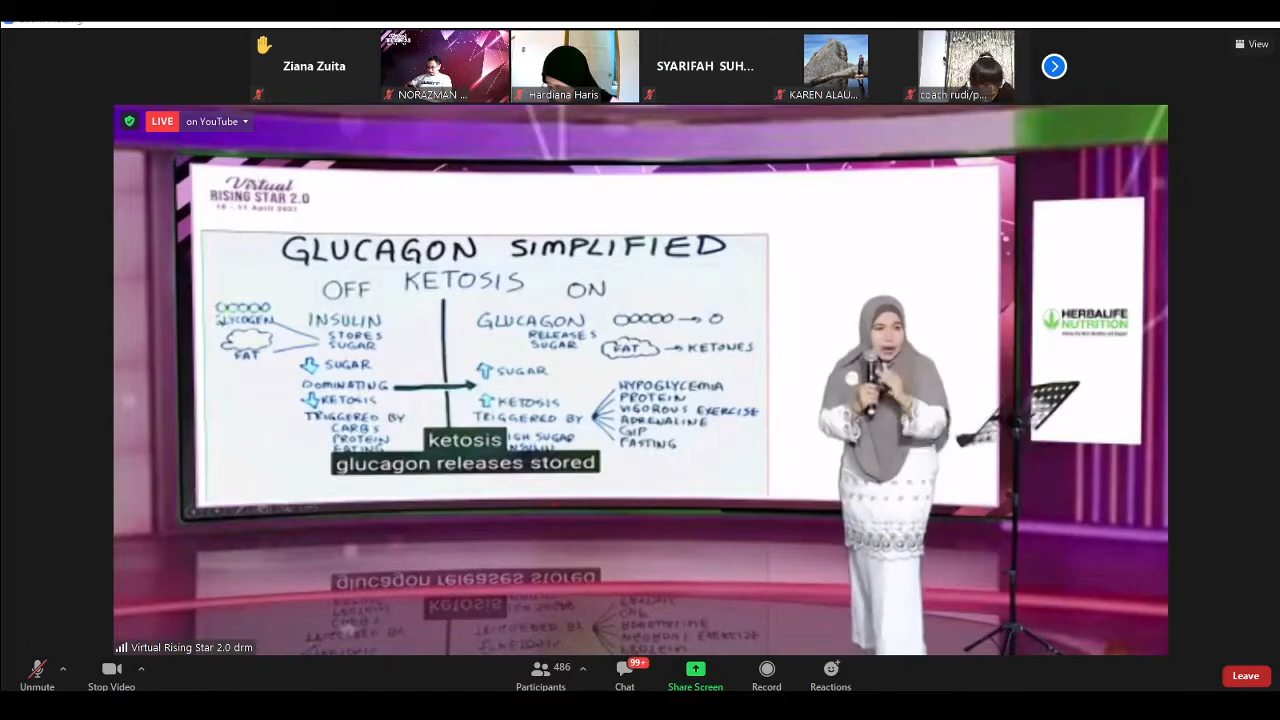 View
Ziana Zuita
NORAZMAN ...
Hardiana Haris
SYARIFAH SUH...
KAREN ALAU...
coach rudi/p...
LIVE
on YouTube
Virtual
RISING STAR 2.0
GLUCAGON SIMPLIFIED
OFF KETOSIS ON
GLYCOGEN
FAT
INSULIN
STORES
SUGAR
SUGAR
DOMINATING
KETOSIS
TRIGGERED BY
CARBS
PROTEIN
EATING
GLUCAGON
RELEASES
SUGAR
FAT → KETONES
SUGAR
KETOSIS
TRIGGERED BY
HYPOGLYCEMIA
PROTEIN
VIGOROUS EXERCISE
ADRENALINE
GIP
FASTING
ketosis
glucagon releases stored
HERBALIFE
NUTRITION
Virtual Rising Star 2.0 drm
Unmute
Stop Video
486
Participants
99+
Chat
Share Screen
Record
Reactions
Leave